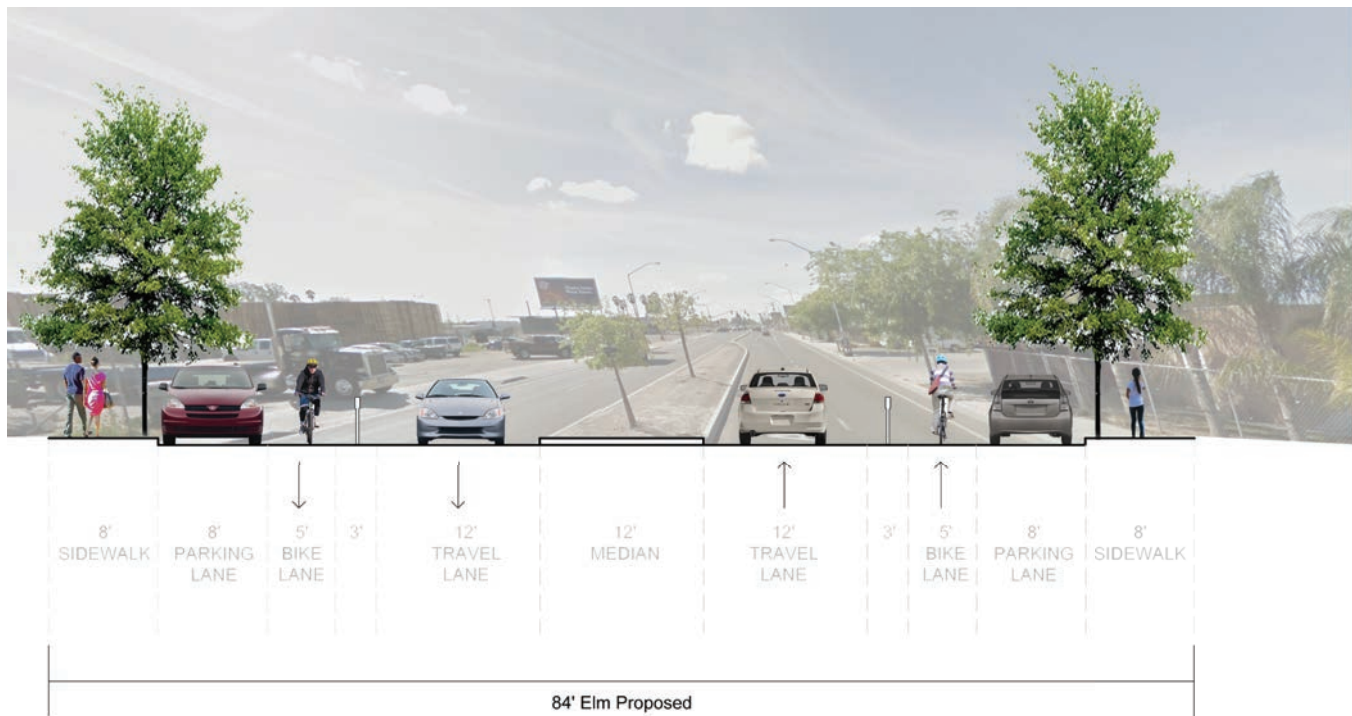 8'
SIDEWALK
8'
PARKING
LANE
5'
BIKE
LANE
3'
12'
TRAVEL
LANE
12'
MEDIAN
12'
TRAVEL
LANE
3'
5'
BIKE
LANE
8'
PARKING
LANE
8'
SIDEWALK
84' Elm Proposed